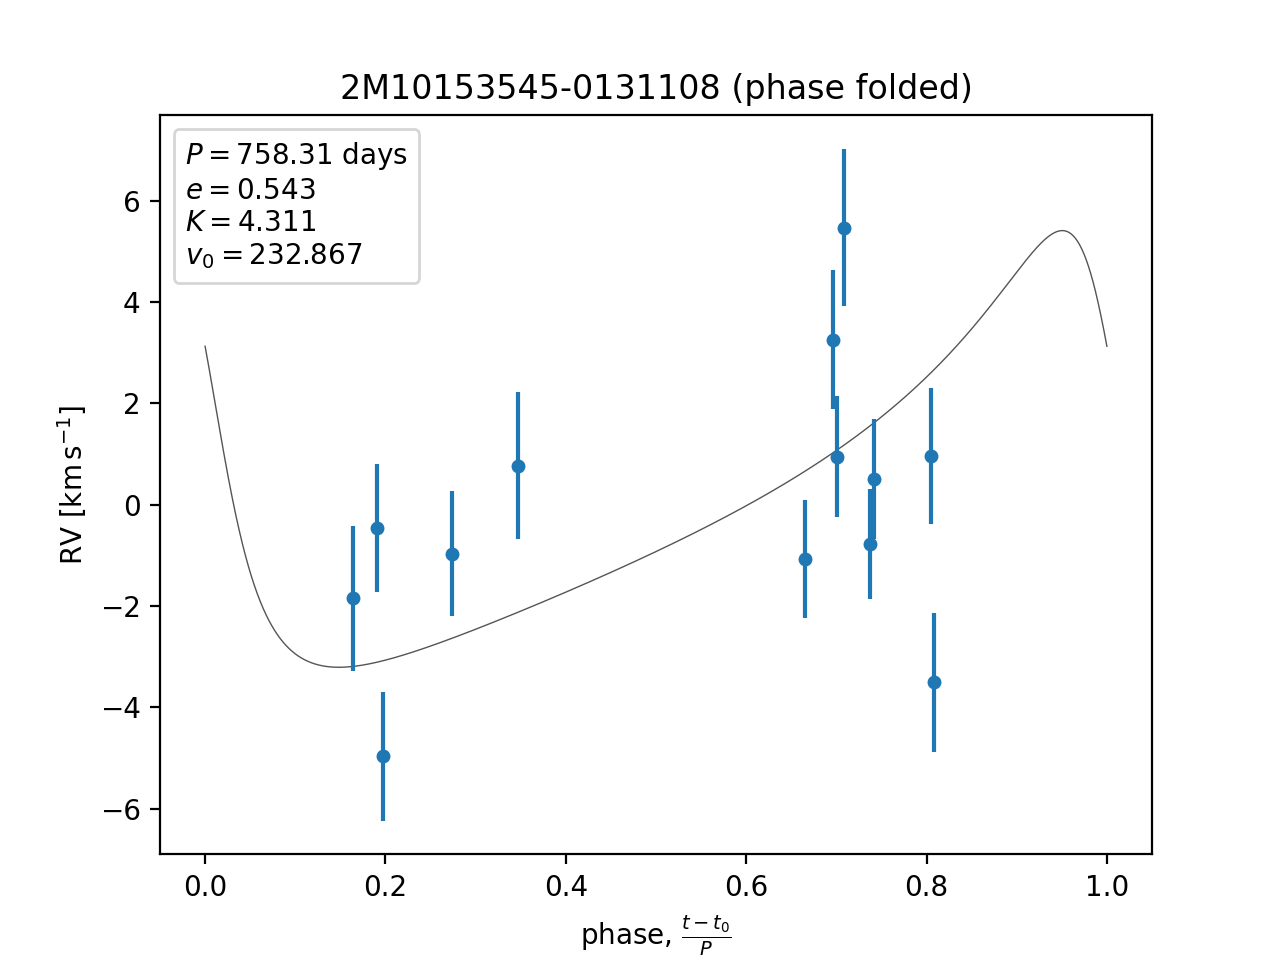 2M10153545-0131108 (phase folded)
P = 758.31 days
e = 0.543
K = 4.311
v₀ = 232.867
6
4
2
0
−2
−4
−6
RV [km s⁻¹]
0.0 0.2 0.4 0.6 0.8 1.0
phase, (t − t₀)/P